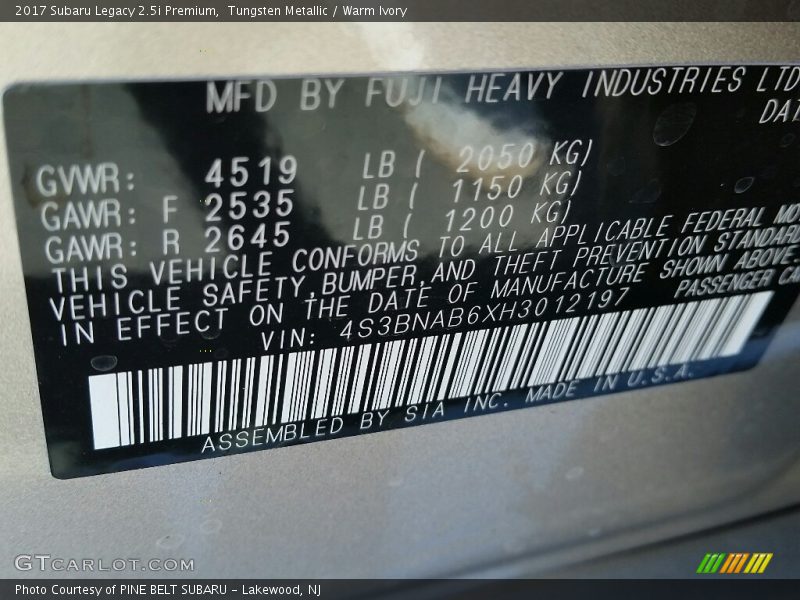 2017 Subaru Legacy 2.5i Premium, Tungsten Metallic / Warm Ivory
MFD BY FUJI HEAVY INDUSTRIES LTD
GVWR: 4519 LB ( 2050 KG)
GAWR: F 2535 LB ( 1150 KG)
GAWR: R 2645 LB ( 1200 KG)
THIS VEHICLE CONFORMS TO ALL APPLICABLE FEDERAL
VEHICLE SAFETY, BUMPER, AND THEFT PREVENTION STANDARD
IN EFFECT ON THE DATE OF MANUFACTURE SHOWN ABOVE
VIN: 4S3BNAB6XH3012197 PASSENGER
ASSEMBLED BY SIA INC. MADE IN U.S.A.
GTCARLOT.COM
Photo Courtesy of PINE BELT SUBARU - Lakewood, NJ